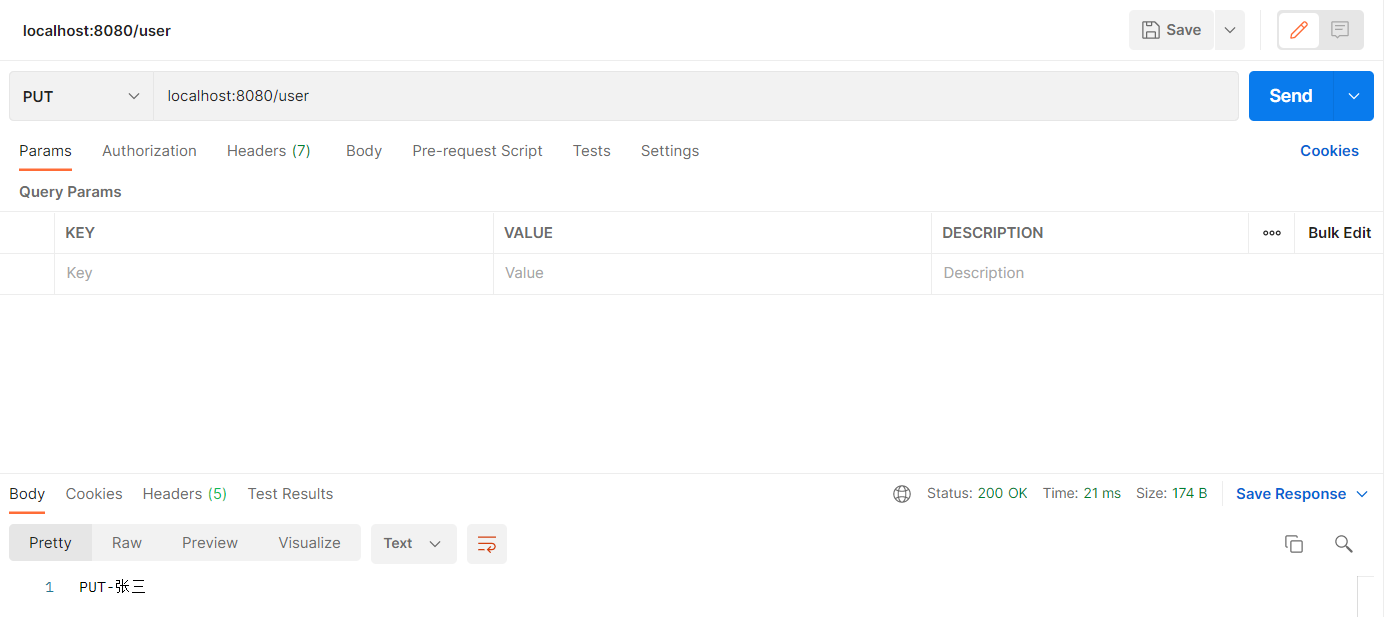 localhost:8080/user
Save
PUT localhost:8080/user Send
Params Authorization Headers (7) Body Pre-request Script Tests Settings Cookies
Query Params
KEY VALUE DESCRIPTION Bulk Edit
Key Value Description
Body Cookies Headers (5) Test Results Status: 200 OK Time: 21 ms Size: 174 B Save Response
Pretty Raw Preview Visualize Text
1 PUT-张三